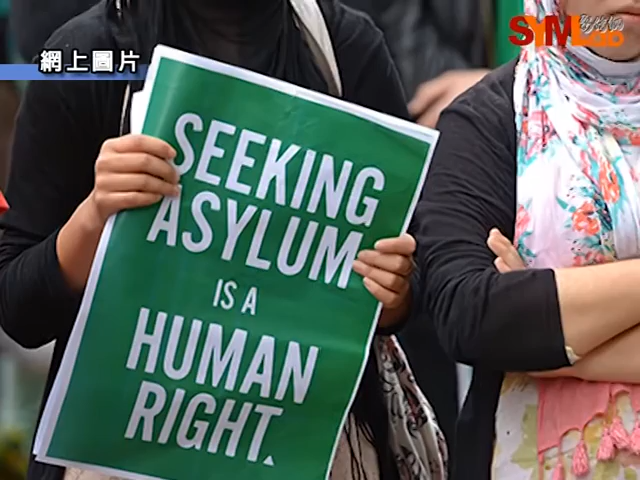 網上圖片
SEEKING
ASYLUM
IS A
HUMAN
RIGHT.